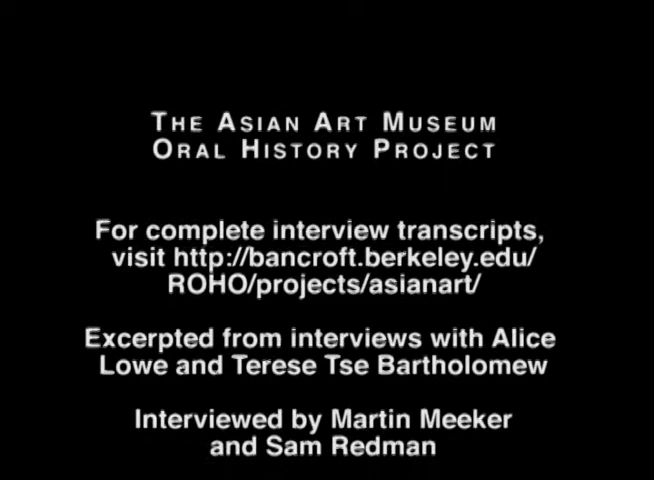 THE ASIAN ART MUSEUM
ORAL HISTORY PROJECT
For complete interview transcripts,
visit http://bancroft.berkeley.edu/
ROHO/projects/asianart/
Excerpted from interviews with Alice
Lowe and Terese Tse Bartholomew
Interviewed by Martin Meeker
and Sam Redman